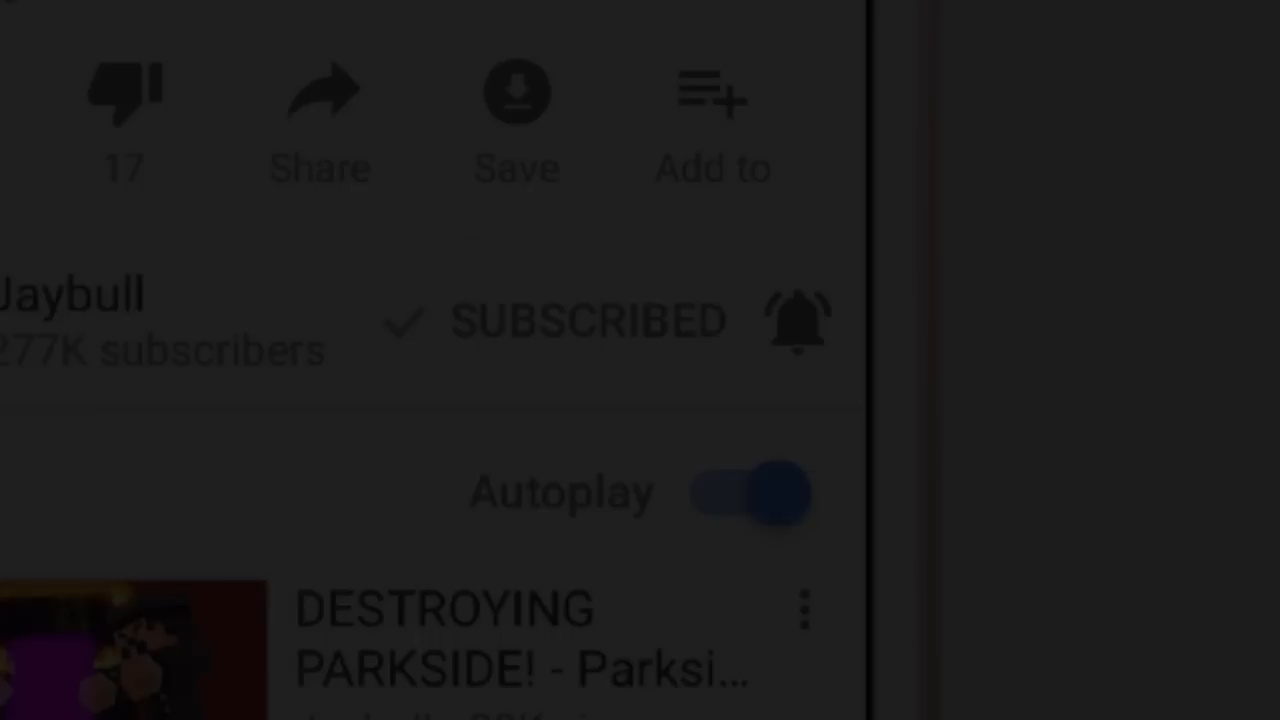 17
Share
Save
Add to
Jaybull
277K subscribers
SUBSCRIBED
Autoplay
DESTROYING
PARKSIDE! - Parksi...